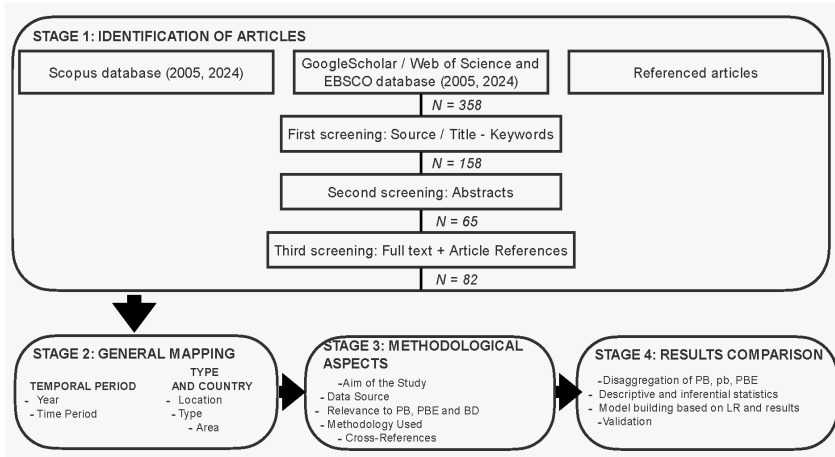 STAGE 1: IDENTIFICATION OF ARTICLES
Scopus database (2005, 2024)
GoogleScholar / Web of Science and
EBSCO database (2005, 2024)
Referenced articles
N = 358
First screening: Source / Title - Keywords
N = 158
Second screening: Abstracts
N = 65
Third screening: Full text + Article References
N = 82
STAGE 2: GENERAL MAPPING
TEMPORAL PERIOD
- Year
- Time Period
TYPE
AND COUNTRY
- Location
- Type
- Area
STAGE 3: METHODOLOGICAL
ASPECTS
-Aim of the Study
- Data Source
- Relevance to PB, PBE and BD
- Methodology Used
- Cross-References
STAGE 4: RESULTS COMPARISON
-Disaggregation of PB, pb, PBE
- Descriptive and inferential statistics
- Model building based on LR and results
-Validation